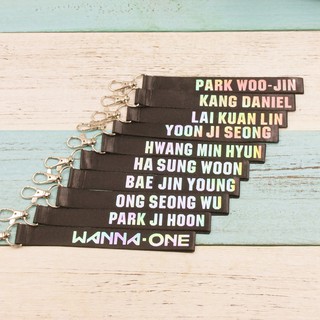 PARK WOO-JIN
KANG DANIEL
LAI KUAN LIN
YOON JI SEONG
HWANG MIN HYUN
HA SUNG WOON
BAE JIN YOUNG
ONG SEONG WU
PARK JI HOON
WANNA-ONE